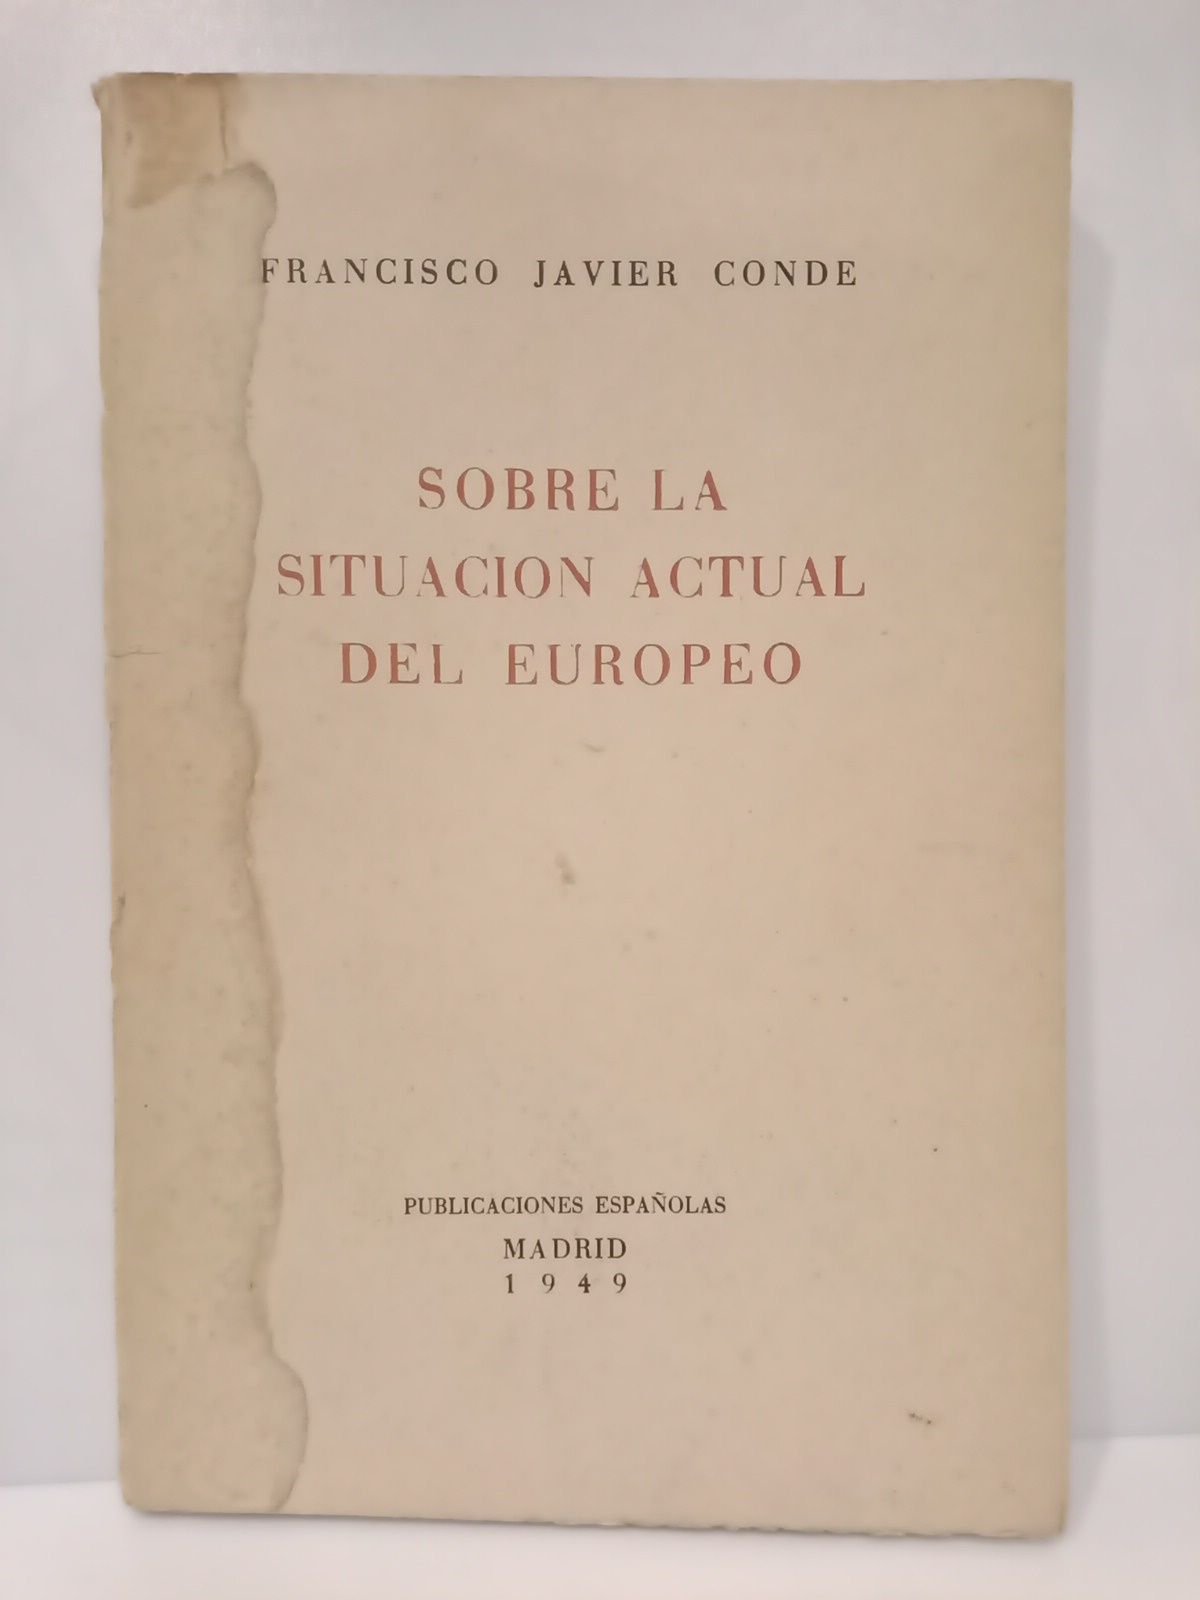 FRANCISCO JAVIER CONDE
SOBRE LA
SITUACION ACTUAL
DEL EUROPEO
PUBLICACIONES ESPAÑOLAS
MADRID
1949